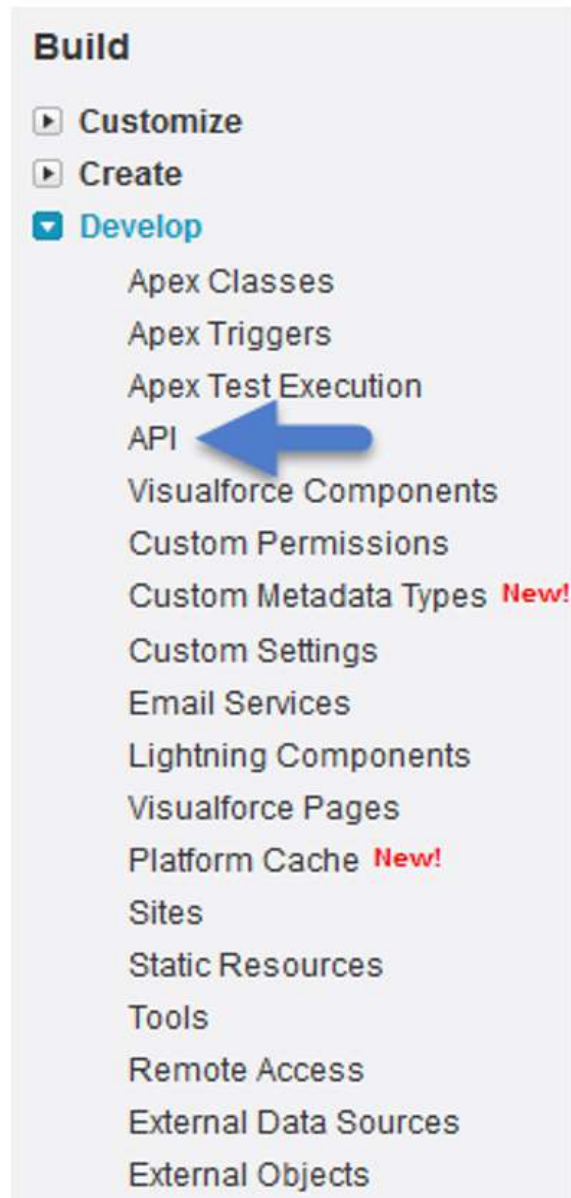 Build
Customize
Create
Develop
Apex Classes
Apex Triggers
Apex Test Execution
API
Visualforce Components
Custom Permissions
Custom Metadata Types New!
Custom Settings
Email Services
Lightning Components
Visualforce Pages
Platform Cache New!
Sites
Static Resources
Tools
Remote Access
External Data Sources
External Objects